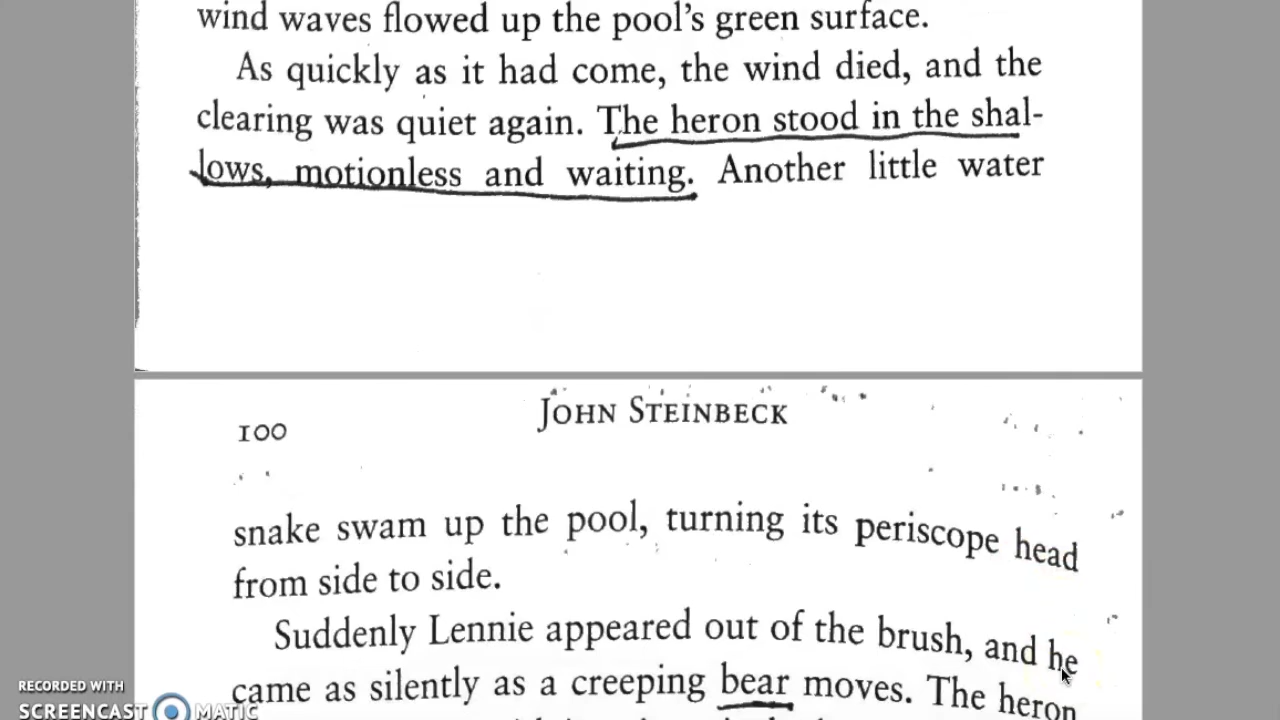 wind waves flowed up the pool's green surface.
As quickly as it had come, the wind died, and the
clearing was quiet again. The heron stood in the shal-
lows, motionless and waiting. Another little water
100
JOHN STEINBECK
snake swam up the pool, turning its periscope head
from side to side.
Suddenly Lennie appeared out of the brush, and he
came as silently as a creeping bear moves. The heron
RECORDED WITH
SCREENCAST MATIC